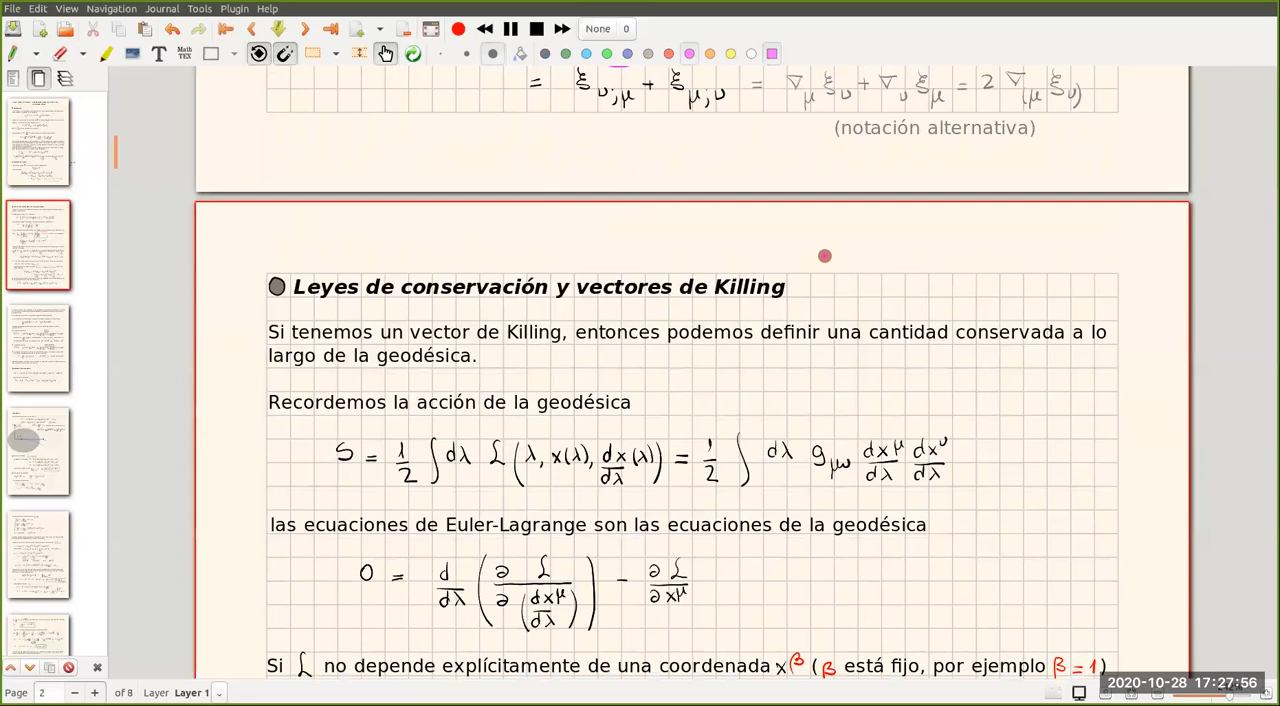 File Edit View Navigation Journal Tools Plugin Help
None 0
T Math TEX
= ξ_{ν;μ} + ξ_{μ;ν} = ∇_μ ξ_ν + ∇_ν ξ_μ = 2 ∇_{(μ} ξ_{ν)}
(notación alternativa)
Leyes de conservación y vectores de Killing
Si tenemos un vector de Killing, entonces podemos definir una cantidad conservada a lo
largo de la geodésica.
Recordemos la acción de la geodésica
S = 1/2 ∫ dλ L (λ, x(λ), dx/dλ (λ)) = 1/2 ∫ dλ g_{μν} dx^μ/dλ dx^ν/dλ
las ecuaciones de Euler-Lagrange son las ecuaciones de la geodésica
0 = d/dλ (∂L / ∂(dx^μ/dλ)) - ∂L/∂x^μ
Si L no depende explícitamente de una coordenada x^β (β está fijo, por ejemplo β = 1)
2020-10-28 17:27:56
Page 2 - + of 8 Layer Layer 1